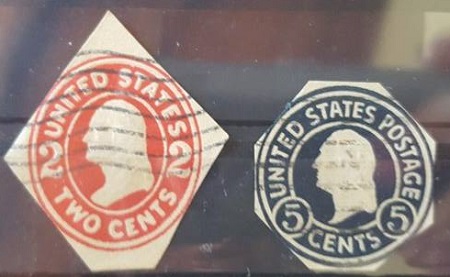 UNITED STATES
2 2
TWO CENTS
UNITED STATES POSTAGE
5 5
CENTS